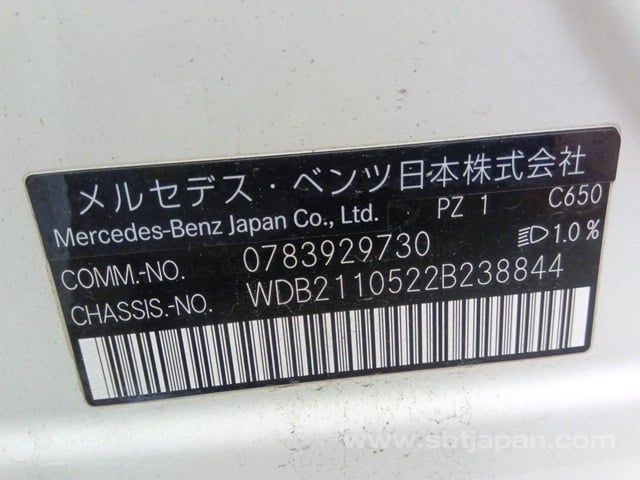 メルセデス・ベンツ日本株式会社
Mercedes-Benz Japan Co., Ltd. PZ 1 C650
COMM.-NO. 0783929730 1.0 %
CHASSIS.-NO. WDB2110522B238844
www.sbtjapan.com